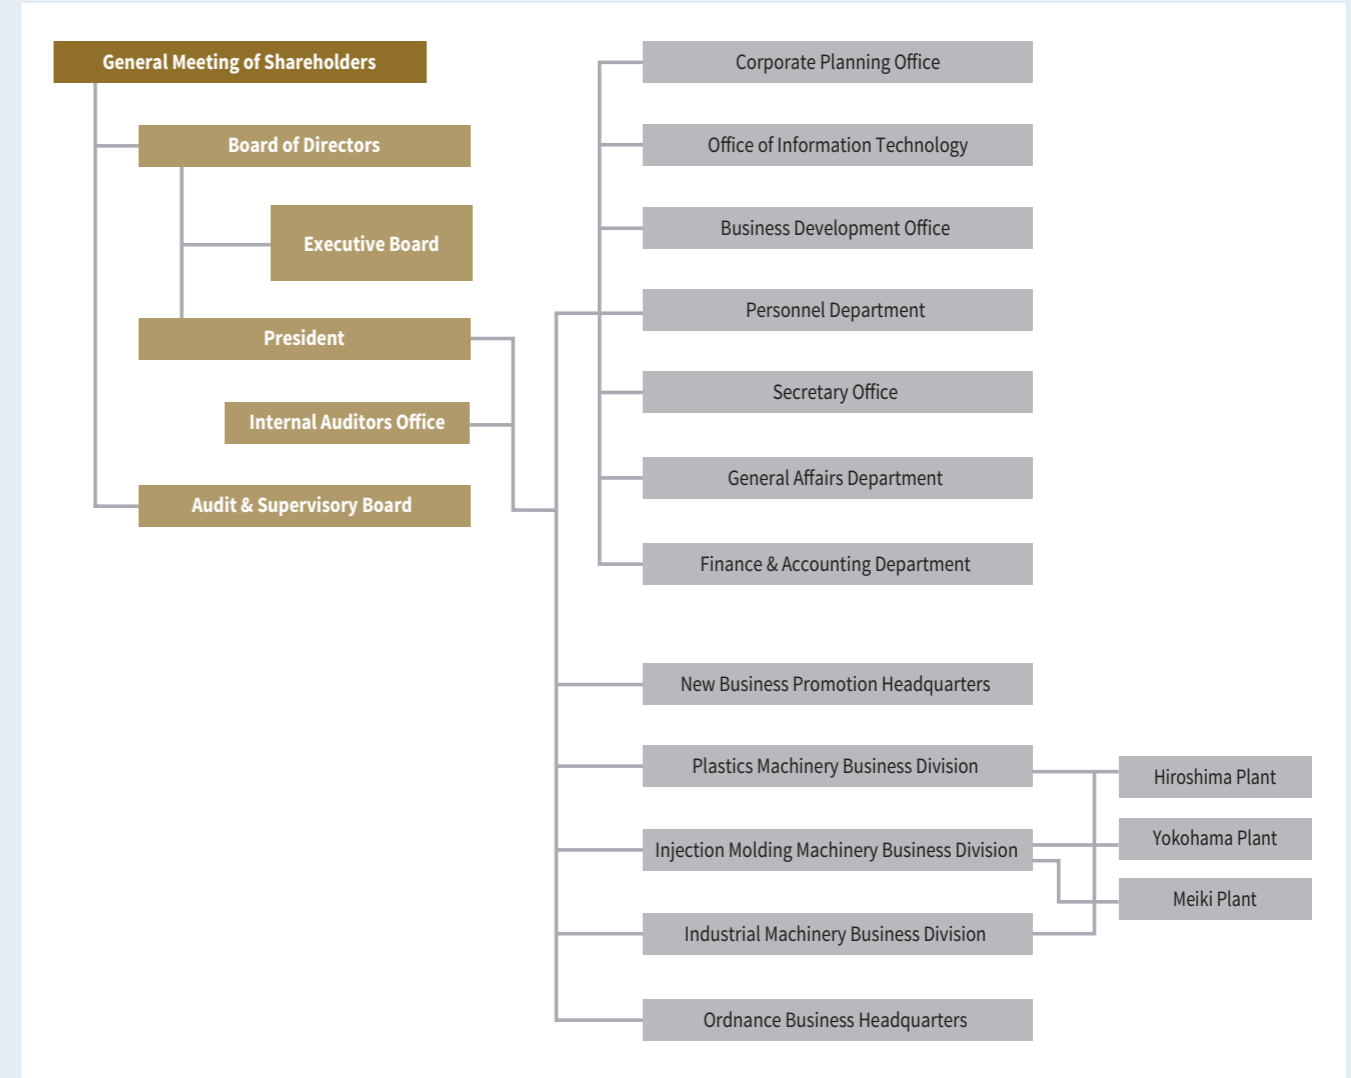 General Meeting of Shareholders
Board of Directors
Executive Board
President
Internal Auditors Office
Audit & Supervisory Board
Corporate Planning Office
Office of Information Technology
Business Development Office
Personnel Department
Secretary Office
General Affairs Department
Finance & Accounting Department
New Business Promotion Headquarters
Plastics Machinery Business Division
Injection Molding Machinery Business Division
Industrial Machinery Business Division
Ordnance Business Headquarters
Hiroshima Plant
Yokohama Plant
Meiki Plant